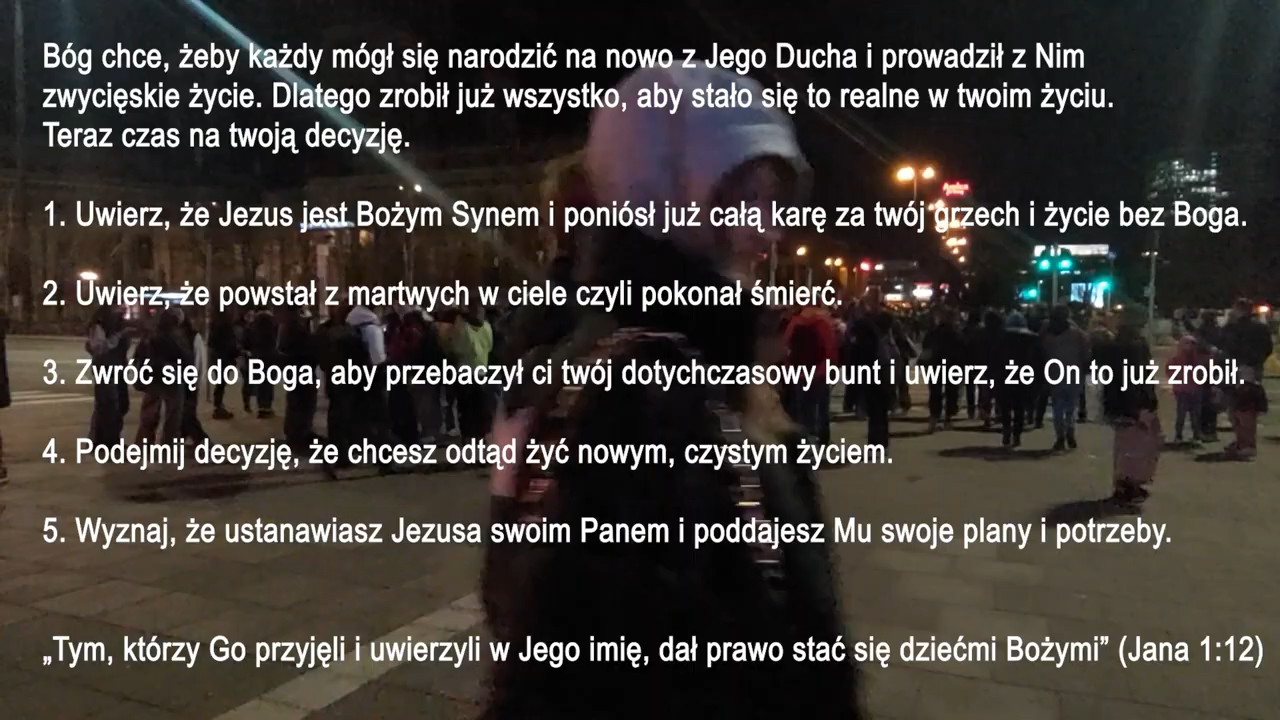 Bóg chce, żeby każdy mógł się narodzić na nowo z Jego Ducha i prowadził z Nim
zwycięskie życie. Dlatego zrobił już wszystko, aby stało się to realne w twoim życiu.
Teraz czas na twoją decyzję.
1. Uwierz, że Jezus jest Bożym Synem i poniósł już całą karę za twój grzech i życie bez Boga.
2. Uwierz, że powstał z martwych w ciele czyli pokonał śmierć.
3. Zwróć się do Boga, aby przebaczył ci twój dotychczasowy bunt i uwierz, że On to już zrobił.
4. Podejmij decyzję, że chcesz odtąd żyć nowym, czystym życiem.
5. Wyznaj, że ustanawiasz Jezusa swoim Panem i poddajesz Mu swoje plany i potrzeby.
„Tym, którzy Go przyjęli i uwierzyli w Jego imię, dał prawo stać się dziećmi Bożymi” (Jana 1:12)